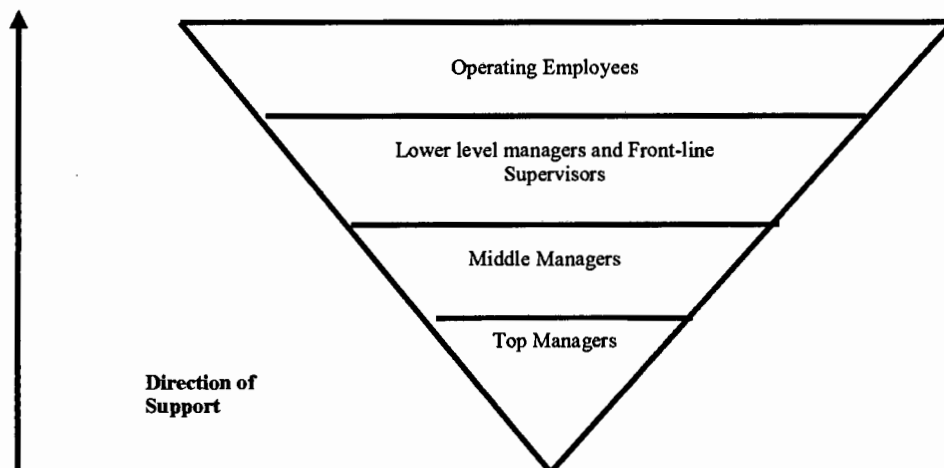 Operating Employees
Lower level managers and Front-line
Supervisors
Middle Managers
Top Managers
Direction of
Support